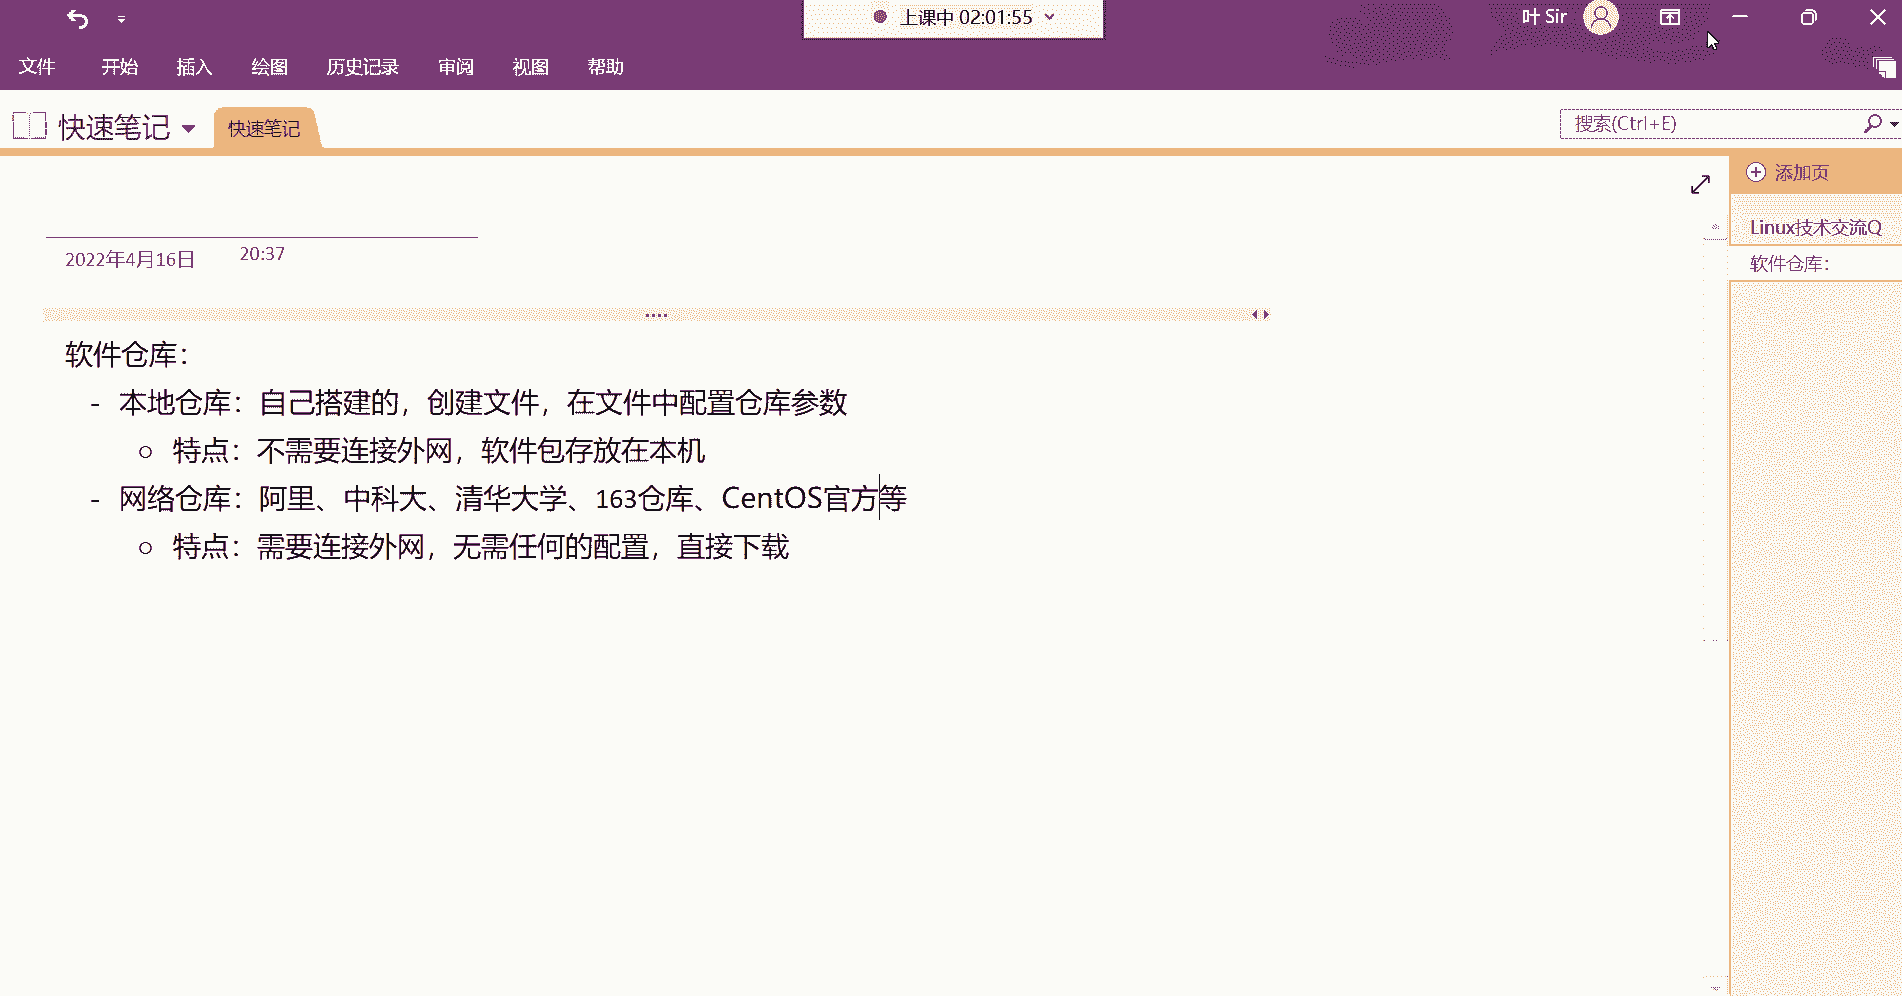 上课中 02:01:55
叶 Sir
文件 开始 插入 绘图 历史记录 审阅 视图 帮助
快速笔记
快速笔记
搜索(Ctrl+E)
添加页
Linux技术交流Q
软件仓库：
2022年4月16日 20:37
软件仓库：
- 本地仓库：自己搭建的，创建文件，在文件中配置仓库参数
○ 特点：不需要连接外网，软件包存放在本机
- 网络仓库：阿里、中科大、清华大学、163仓库、CentOS官方等
○ 特点：需要连接外网，无需任何的配置，直接下载